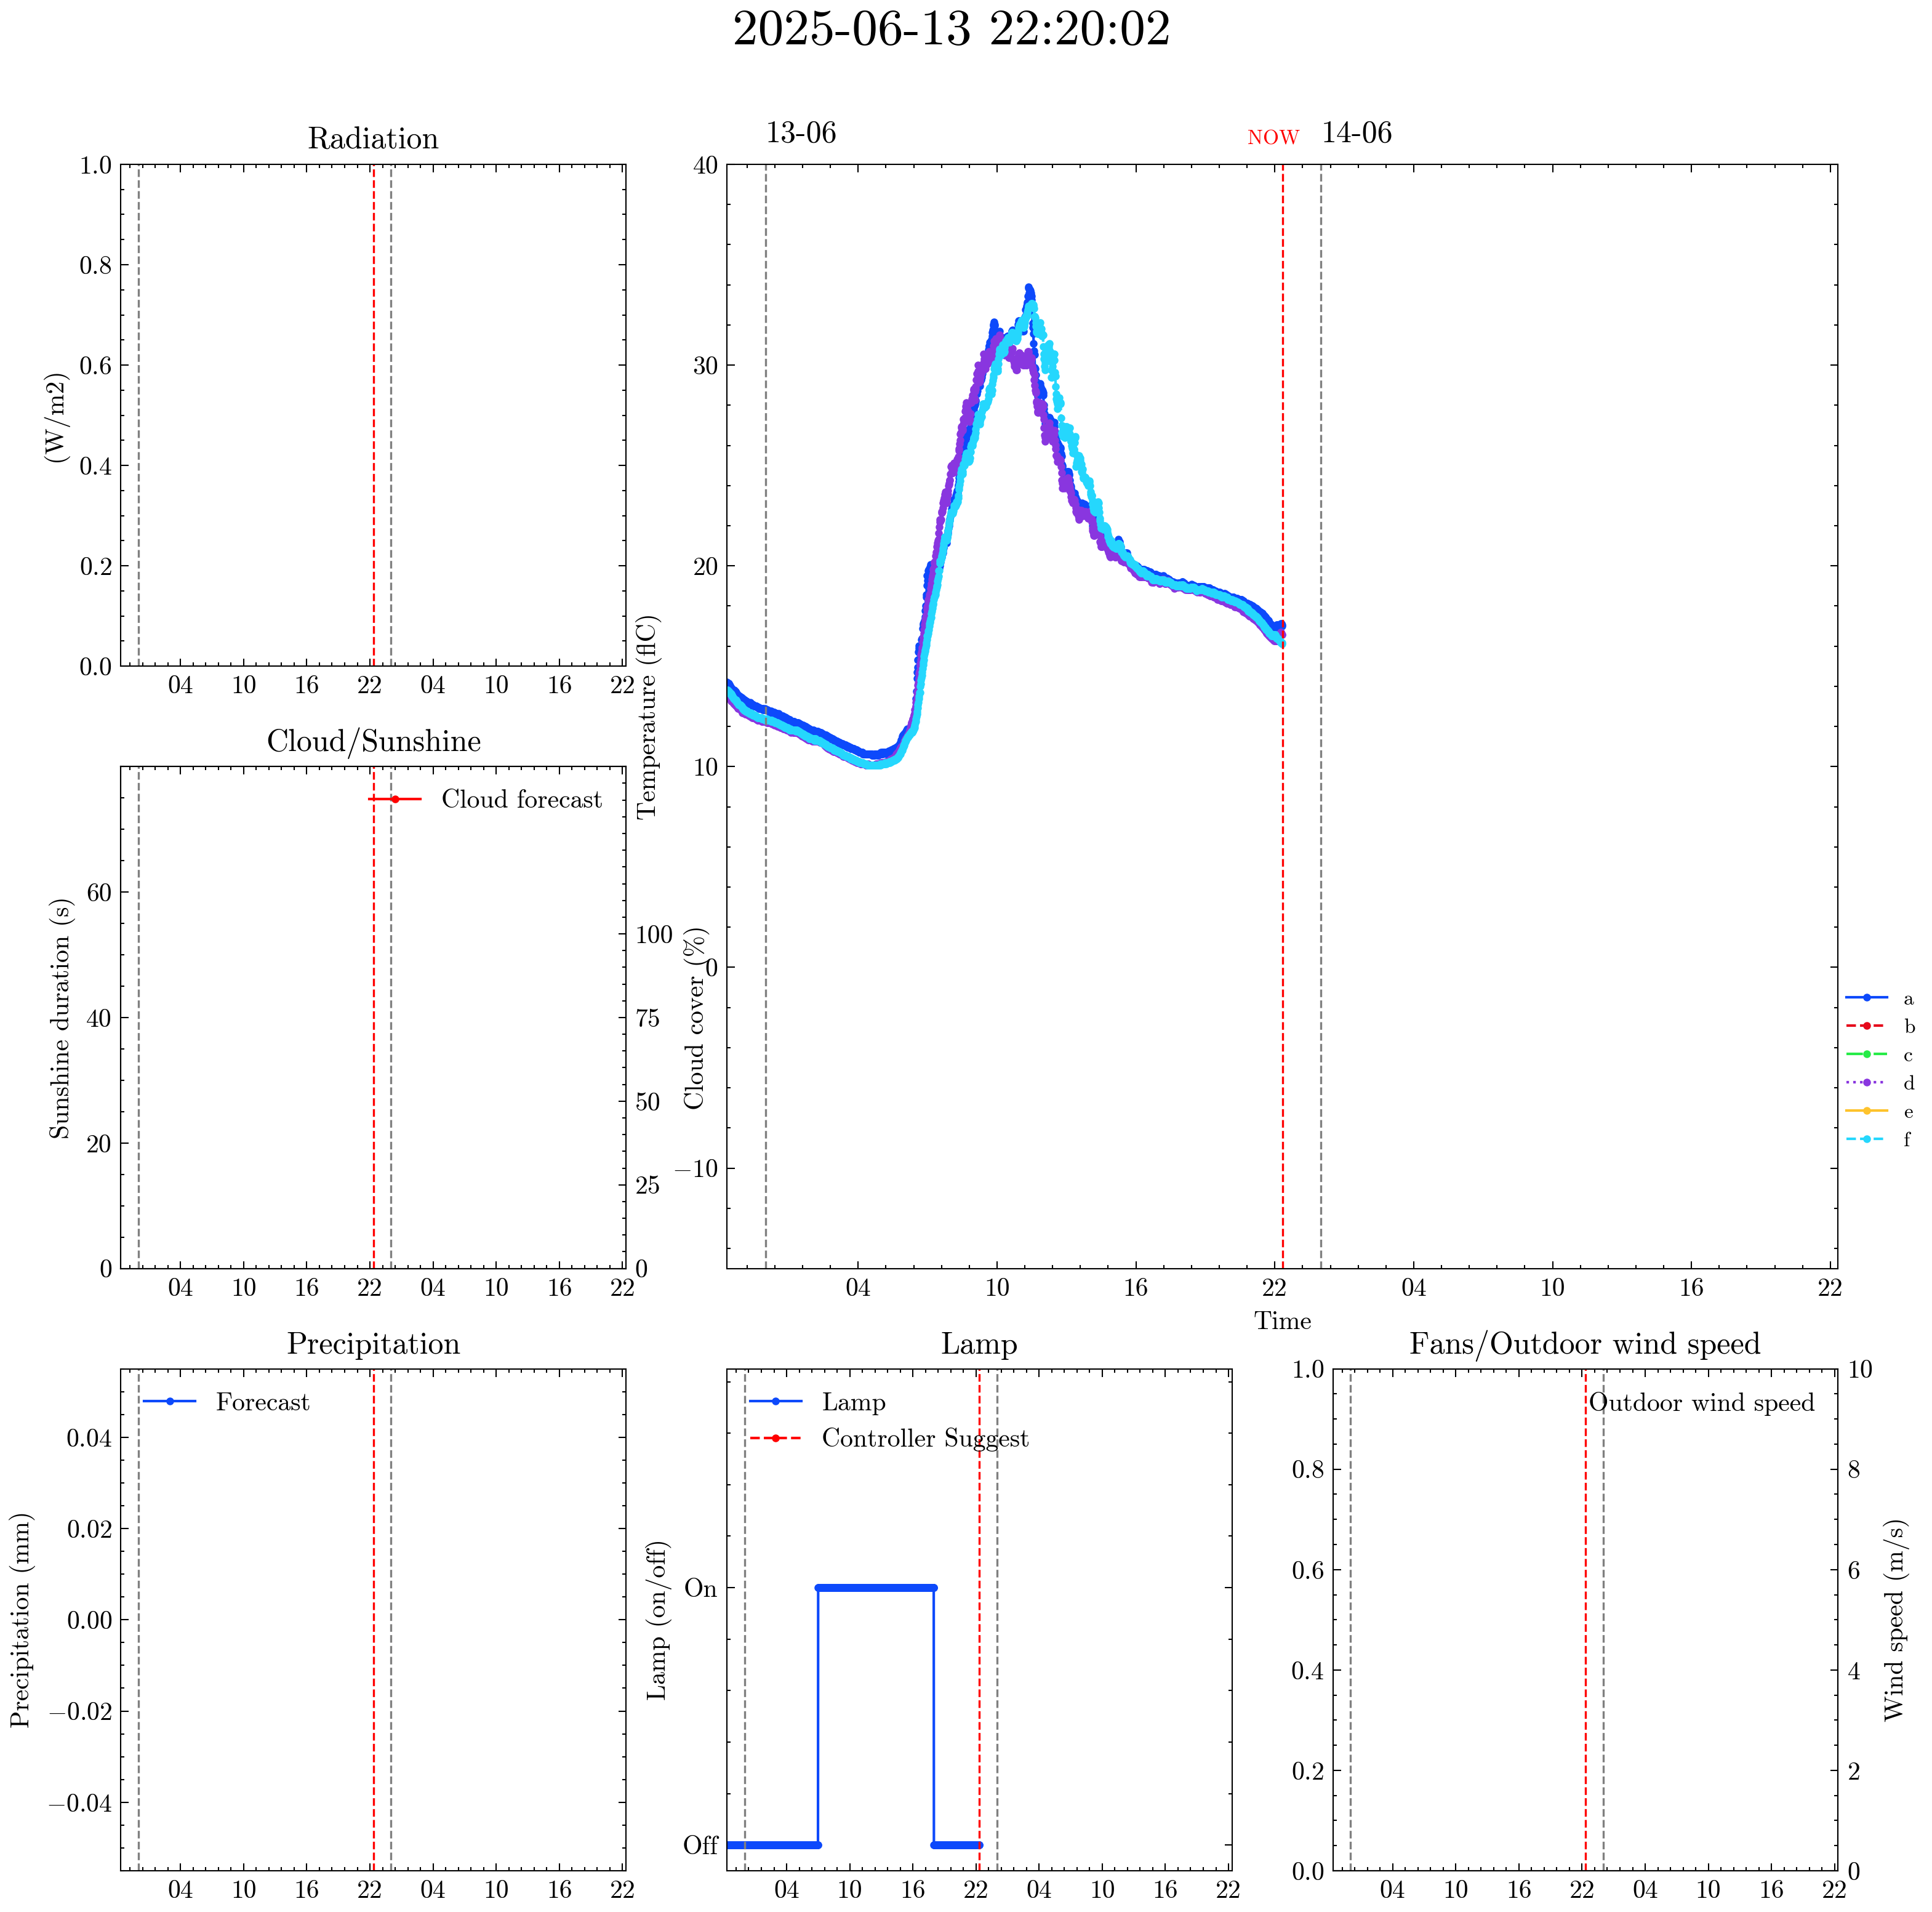 2025-06-13 22:20:02
Radiation
(W/m2)
1.0
0.8
0.6
0.4
0.2
0.0
04 10 16 22 04 10 16 22
13-06
NOW
14-06
Temperature (flC)
40
30
20
10
0
−10
04 10 16 22 04 10 16 22
Time
a
b
c
d
e
f
Cloud/Sunshine
Cloud forecast
Sunshine duration (s)
60
40
20
0
Cloud cover (%)
100
75
50
25
0
04 10 16 22 04 10 16 22
Precipitation
Forecast
Precipitation (mm)
0.04
0.02
0.00
−0.02
−0.04
04 10 16 22 04 10 16 22
Lamp
Lamp
Controller Suggest
Lamp (on/off)
On
Off
04 10 16 22 04 10 16 22
Fans/Outdoor wind speed
Outdoor wind speed
1.0
0.8
0.6
0.4
0.2
0.0
10
8
6
4
2
0
Wind speed (m/s)
04 10 16 22 04 10 16 22